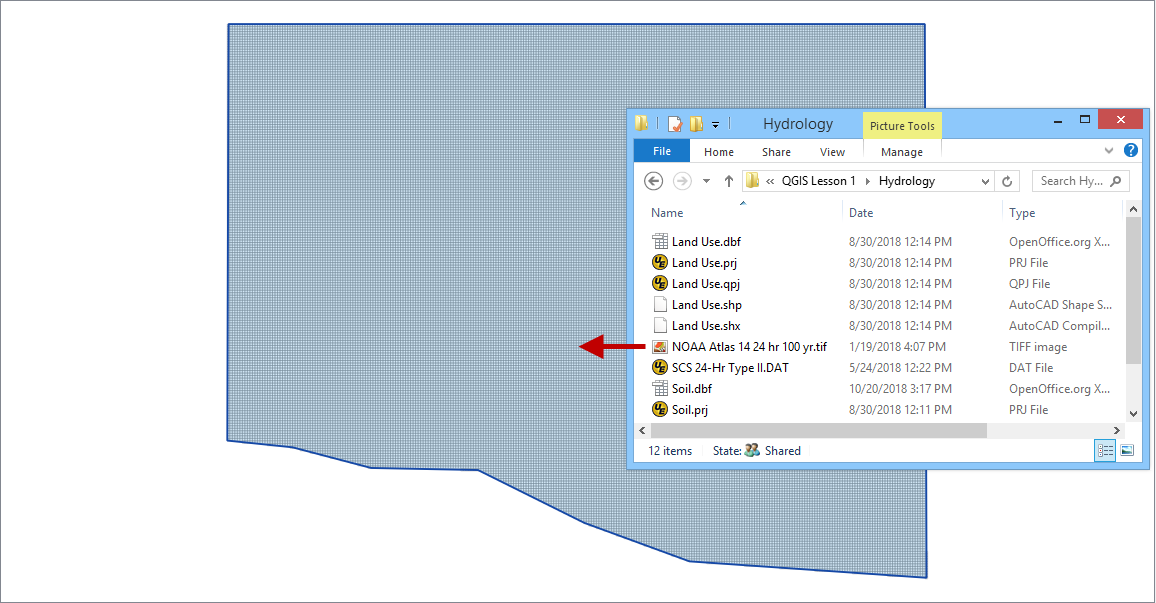 Hydrology
Picture Tools
File Home Share View Manage
« QGIS Lesson 1 Hydrology Search Hy...
Name Date Type
Land Use.dbf 8/30/2018 12:14 PM OpenOffice.org X...
Land Use.prj 8/30/2018 12:14 PM PRJ File
Land Use.qpj 8/30/2018 12:14 PM QPJ File
Land Use.shp 8/30/2018 12:14 PM AutoCAD Shape S...
Land Use.shx 8/30/2018 12:14 PM AutoCAD Compil...
NOAA Atlas 14 24 hr 100 yr.tif 1/19/2018 4:07 PM TIFF image
SCS 24-Hr Type II.DAT 5/24/2018 12:22 PM DAT File
Soil.dbf 10/20/2018 3:17 PM OpenOffice.org X...
Soil.prj 8/30/2018 12:11 PM PRJ File
12 items State: Shared